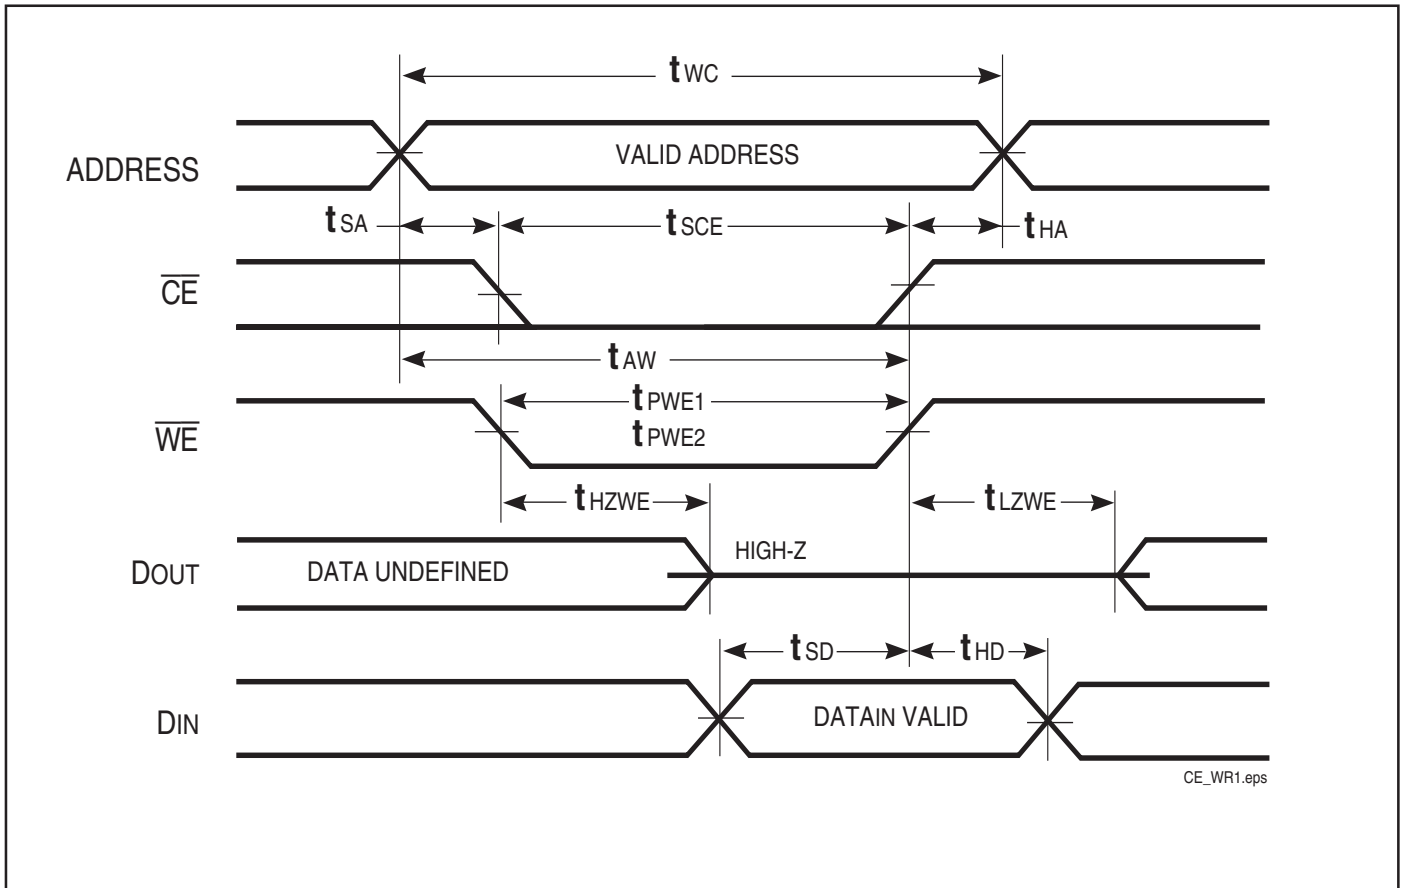 tWC
ADDRESS
VALID ADDRESS
tSA
tSCE
tHA
CE
tAW
WE
tPWE1
tPWE2
tHZWE
tLZWE
DOUT
DATA UNDEFINED
HIGH-Z
tSD
tHD
DIN
DATAIN VALID
CE_WR1.eps